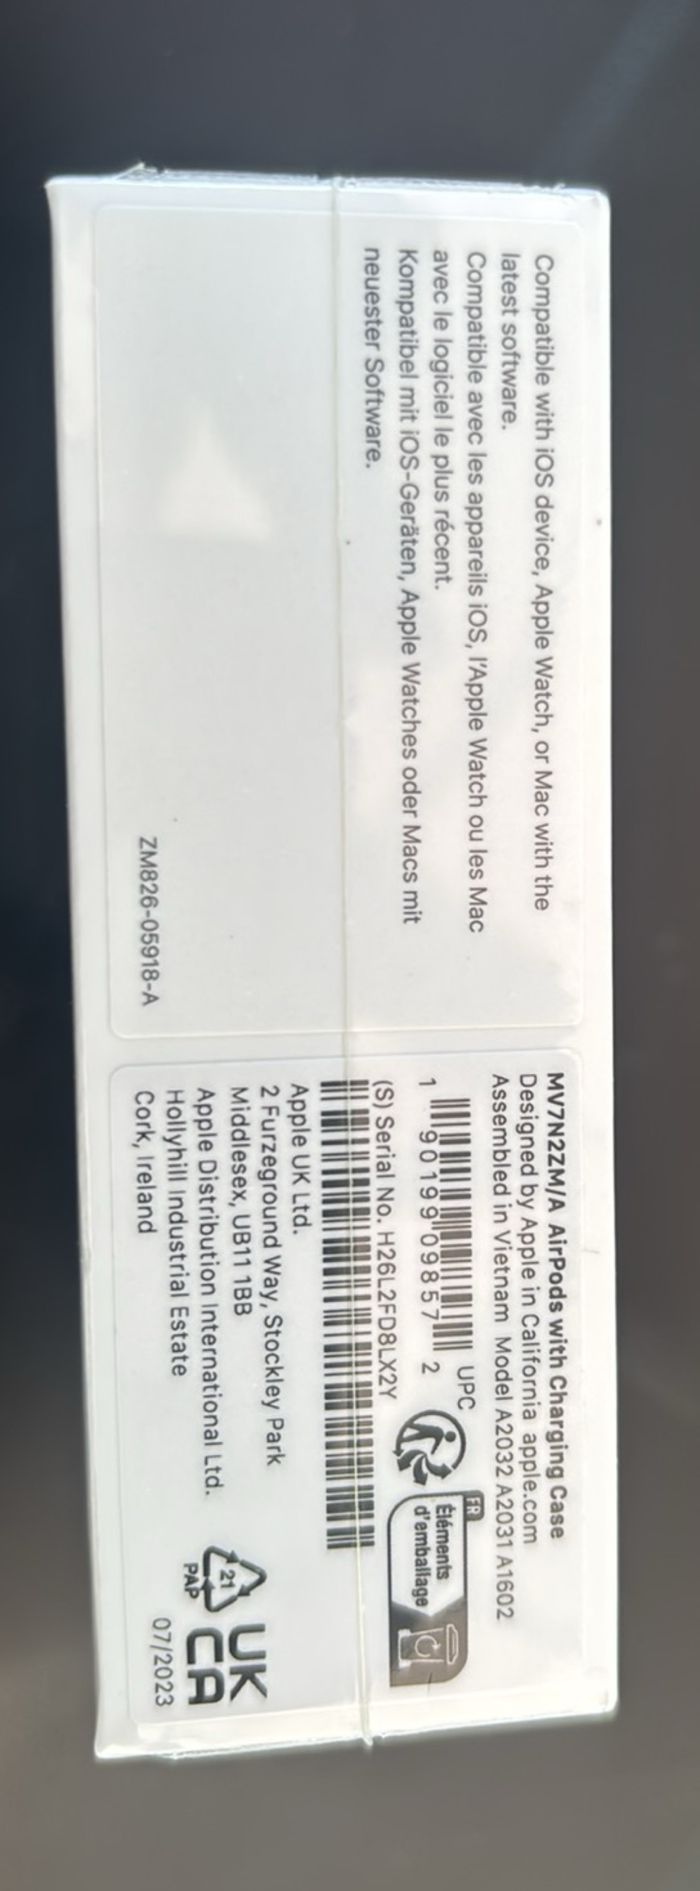 Compatible with iOS device, Apple Watch, or Mac with the
latest software.
Compatible avec les appareils iOS, l'Apple Watch ou les Mac
avec le logiciel le plus récent.
Kompatibel mit iOS-Geräten, Apple Watches oder Macs mit
neuester Software.
ZM826-05918-A
MV7N2ZM/A AirPods with Charging Case
Designed by Apple in California apple.com
Assembled in Vietnam Model A2032 A2031 A1602
UPC
1 90199 09857 2
FR
Éléments
d'emballage
(S) Serial No. H26L2FD8LX2Y
Apple UK Ltd.
2 Furzeground Way, Stockley Park
Middlesex, UB11 1BB
Apple Distribution International Ltd.
Hollyhill Industrial Estate
Cork, Ireland
21
PAP
UK
CA
07/2023